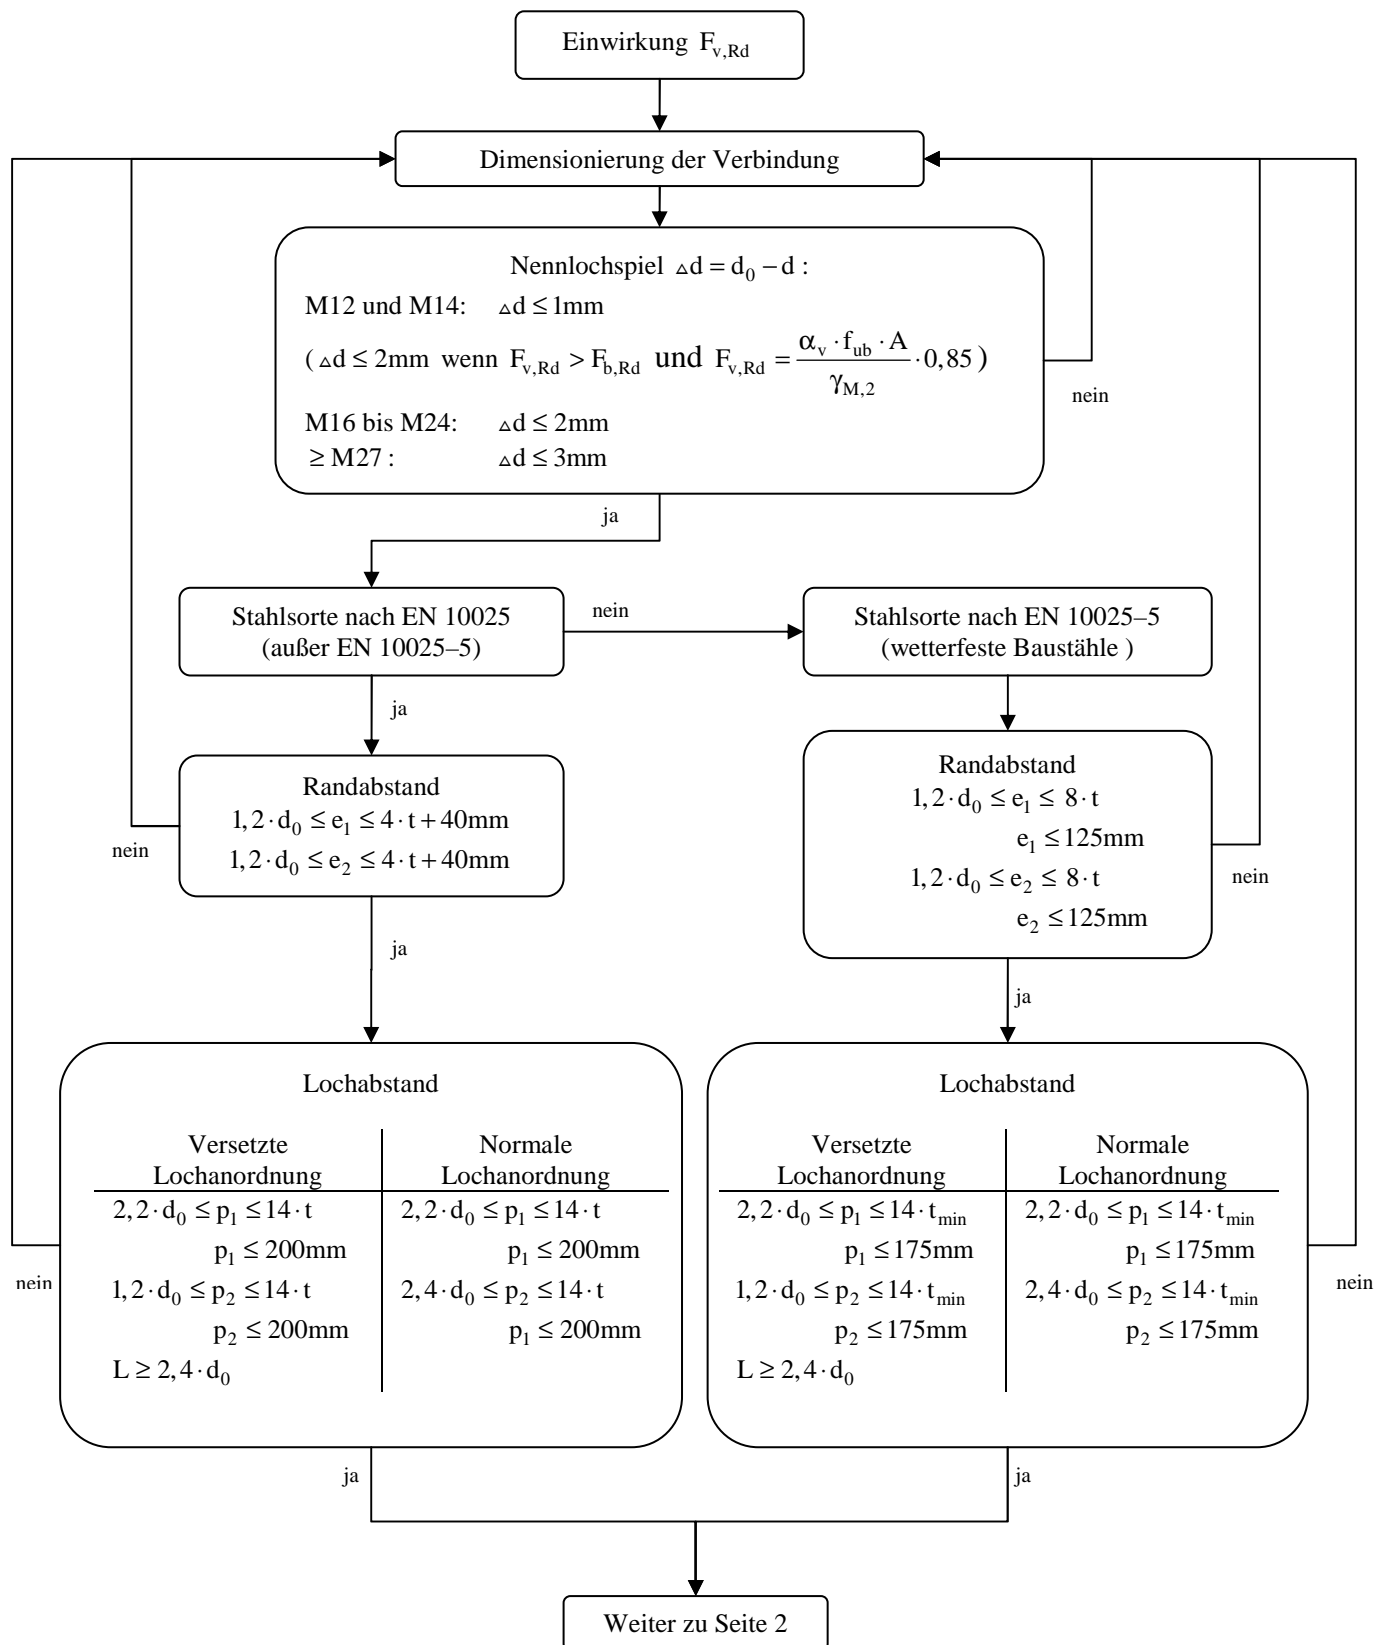 Einwirkung F_v,Rd
Dimensionierung der Verbindung
Nennlochspiel △d = d_0 − d :
M12 und M14: △d ≤ 1mm
( △d ≤ 2mm wenn F_v,Rd > F_b,Rd und F_v,Rd = (α_v · f_ub · A) / γ_M,2 · 0,85 )
M16 bis M24: △d ≤ 2mm
≥ M27 : △d ≤ 3mm
nein
ja
Stahlsorte nach EN 10025
(außer EN 10025–5)
nein
Stahlsorte nach EN 10025–5
(wetterfeste Baustähle )
ja
Randabstand
1,2 · d_0 ≤ e_1 ≤ 4 · t + 40mm
1,2 · d_0 ≤ e_2 ≤ 4 · t + 40mm
nein
ja
Randabstand
1,2 · d_0 ≤ e_1 ≤ 8 · t
e_1 ≤ 125mm
1,2 · d_0 ≤ e_2 ≤ 8 · t
e_2 ≤ 125mm
nein
ja
Lochabstand
Versetzte
Lochanordnung
Normale
Lochanordnung
2,2 · d_0 ≤ p_1 ≤ 14 · t
p_1 ≤ 200mm
1,2 · d_0 ≤ p_2 ≤ 14 · t
p_2 ≤ 200mm
L ≥ 2,4 · d_0
2,2 · d_0 ≤ p_1 ≤ 14 · t
p_1 ≤ 200mm
2,4 · d_0 ≤ p_2 ≤ 14 · t
p_1 ≤ 200mm
nein
ja
Lochabstand
Versetzte
Lochanordnung
Normale
Lochanordnung
2,2 · d_0 ≤ p_1 ≤ 14 · t_min
p_1 ≤ 175mm
1,2 · d_0 ≤ p_2 ≤ 14 · t_min
p_2 ≤ 175mm
L ≥ 2,4 · d_0
2,2 · d_0 ≤ p_1 ≤ 14 · t_min
p_1 ≤ 175mm
2,4 · d_0 ≤ p_2 ≤ 14 · t_min
p_2 ≤ 175mm
nein
ja
Weiter zu Seite 2